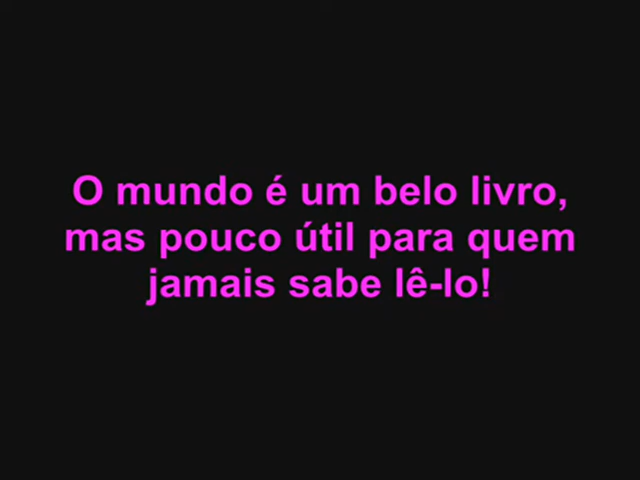 O mundo é um belo livro,
mas pouco útil para quem
jamais sabe lê-lo!